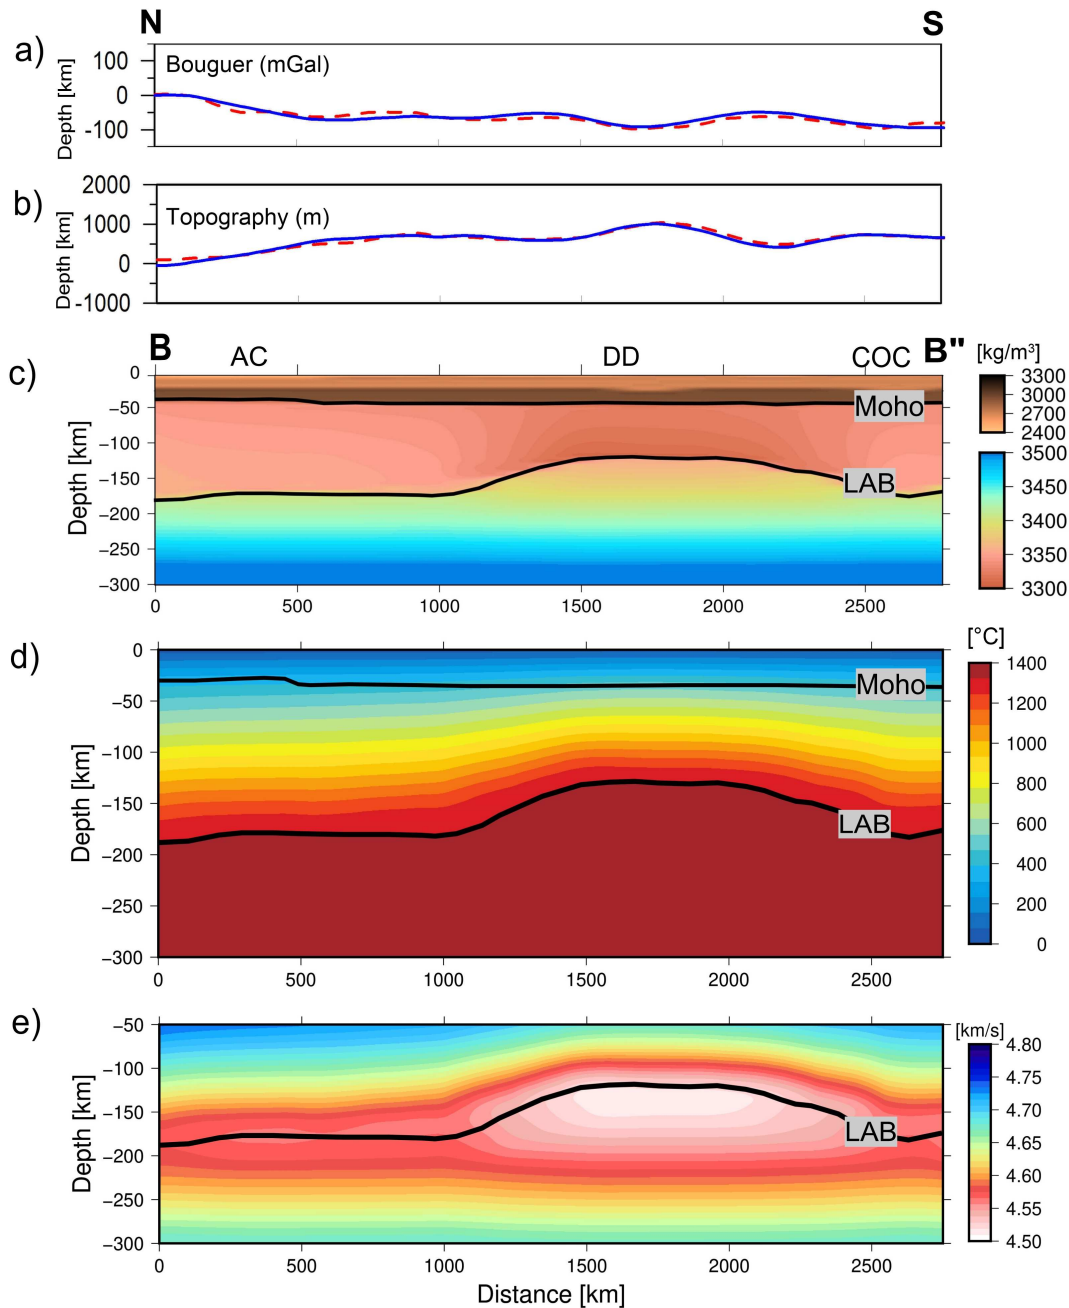 N S
a)
Depth [km]
100
0
-100
Bouguer (mGal)
b)
Depth [km]
2000
1000
0
-1000
Topography (m)
B AC DD COC B"
c)
Depth [km]
0
−50
−100
−150
−200
−250
−300
Moho
LAB
0 500 1000 1500 2000 2500
[kg/m³]
3300
3000
2700
2400
3500
3450
3400
3350
3300
d)
Depth [km]
0
−50
−100
−150
−200
−250
−300
Moho
LAB
0 500 1000 1500 2000 2500
[°C]
1400
1200
1000
800
600
400
200
0
e)
Depth [km]
−50
−100
−150
−200
−250
−300
LAB
0 500 1000 1500 2000 2500
Distance [km]
[km/s]
4.80
4.75
4.70
4.65
4.60
4.55
4.50